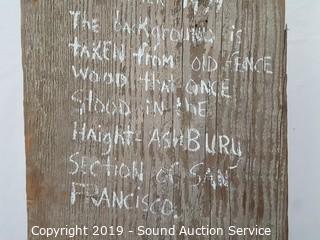 The background is
TAKEN from OLD FENCE
WOOD that ONCE
Stood in the
HAIGHT-ASHBURY
SECTION OF SAN
FRANCISCO.
Copyright 2019 - Sound Auction Service